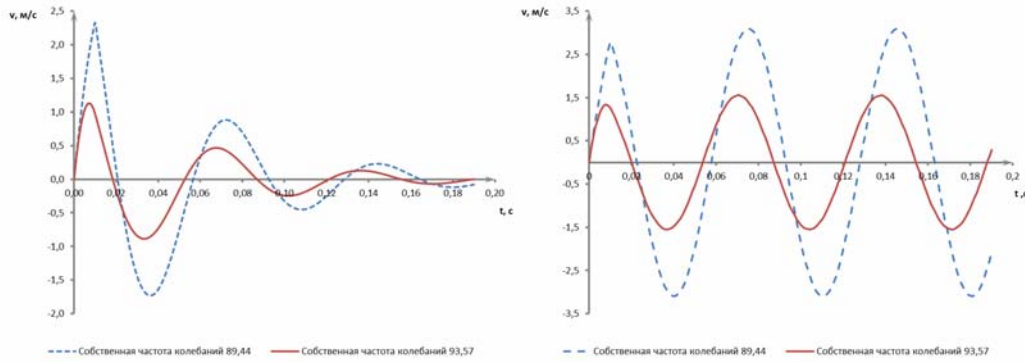 v, м/с
2,5
2,0
1,5
1,0
0,5
0,0
-0,5
-1,0
-1,5
-2,0
0,00 0,02 0,04 0,06 0,08 0,10 0,12 0,14 0,16 0,18 0,20
t, с
Собственная частота колебаний 89,44 Собственная частота колебаний 93,57
v, м/с
3,5
2,5
1,5
0,5
-0,5
-1,5
-2,5
-3,5
0 0,02 0,04 0,06 0,08 0,1 0,12 0,14 0,16 0,18 0,2
t ,с
Собственная частота колебаний 89,44 Собственная частота колебаний 93,57